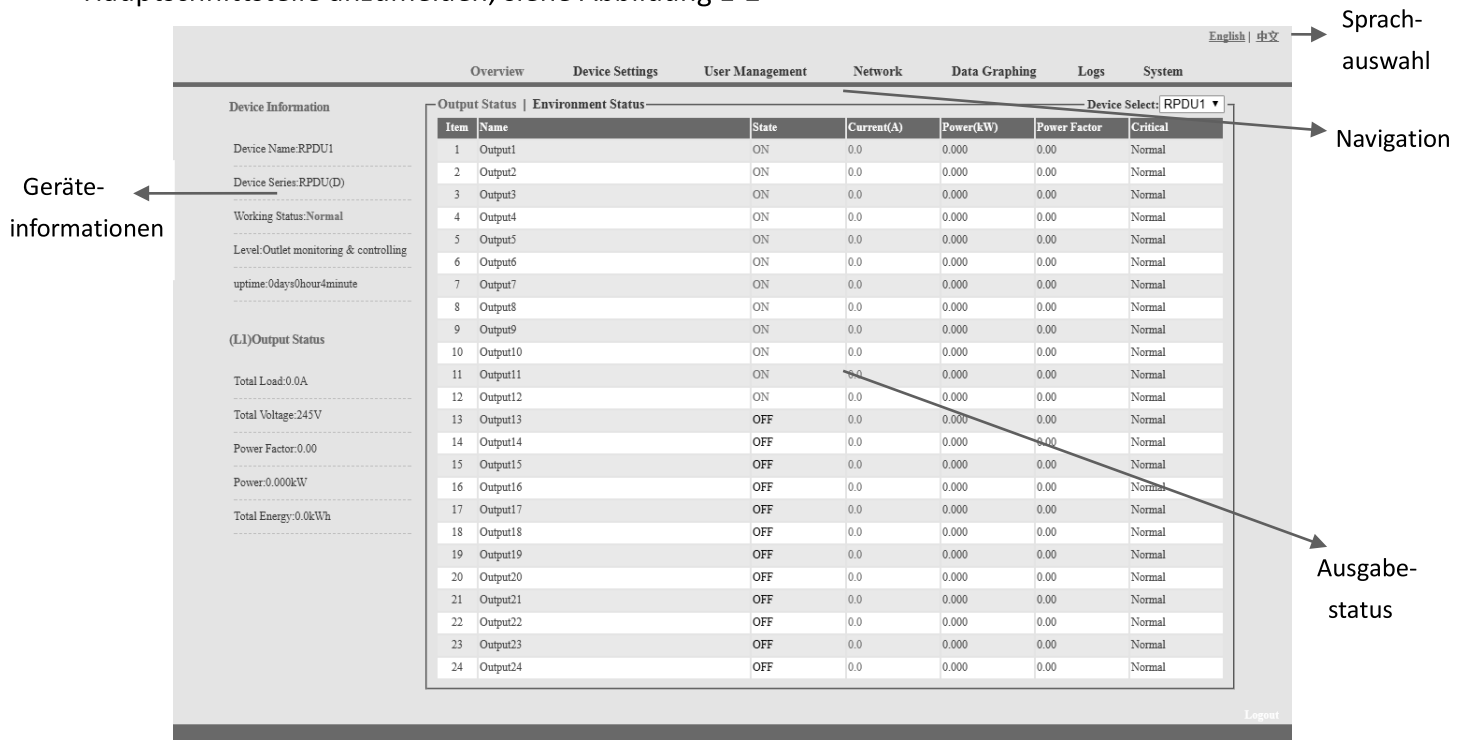 Hauptschnittstelle anzumelden, siehe Abbildung 2-2
English | 中文
Sprach-
auswahl
Overview Device Settings User Management Network Data Graphing Logs System
Navigation
Geräte-
informationen
Device Information
Device Name:RPDU1
Device Series:RPDU(D)
Working Status:Normal
Level:Outlet monitoring & controlling
uptime:0days0hour4minute
(L1)Output Status
Total Load:0.0A
Total Voltage:245V
Power Factor:0.00
Power:0.000kW
Total Energy:0.0kWh
Output Status | Environment Status Device Select: RPDU1
Item Name State Current(A) Power(kW) Power Factor Critical
1 Output1 ON 0.0 0.000 0.00 Normal
2 Output2 ON 0.0 0.000 0.00 Normal
3 Output3 ON 0.0 0.000 0.00 Normal
4 Output4 ON 0.0 0.000 0.00 Normal
5 Output5 ON 0.0 0.000 0.00 Normal
6 Output6 ON 0.0 0.000 0.00 Normal
7 Output7 ON 0.0 0.000 0.00 Normal
8 Output8 ON 0.0 0.000 0.00 Normal
9 Output9 ON 0.0 0.000 0.00 Normal
10 Output10 ON 0.0 0.000 0.00 Normal
11 Output11 ON 0.0 0.000 0.00 Normal
12 Output12 ON 0.0 0.000 0.00 Normal
13 Output13 OFF 0.0 0.000 0.00 Normal
14 Output14 OFF 0.0 0.000 0.00 Normal
15 Output15 OFF 0.0 0.000 0.00 Normal
16 Output16 OFF 0.0 0.000 0.00 Normal
17 Output17 OFF 0.0 0.000 0.00 Normal
18 Output18 OFF 0.0 0.000 0.00 Normal
19 Output19 OFF 0.0 0.000 0.00 Normal
20 Output20 OFF 0.0 0.000 0.00 Normal
21 Output21 OFF 0.0 0.000 0.00 Normal
22 Output22 OFF 0.0 0.000 0.00 Normal
23 Output23 OFF 0.0 0.000 0.00 Normal
24 Output24 OFF 0.0 0.000 0.00 Normal
Ausgabe-
status
Logout